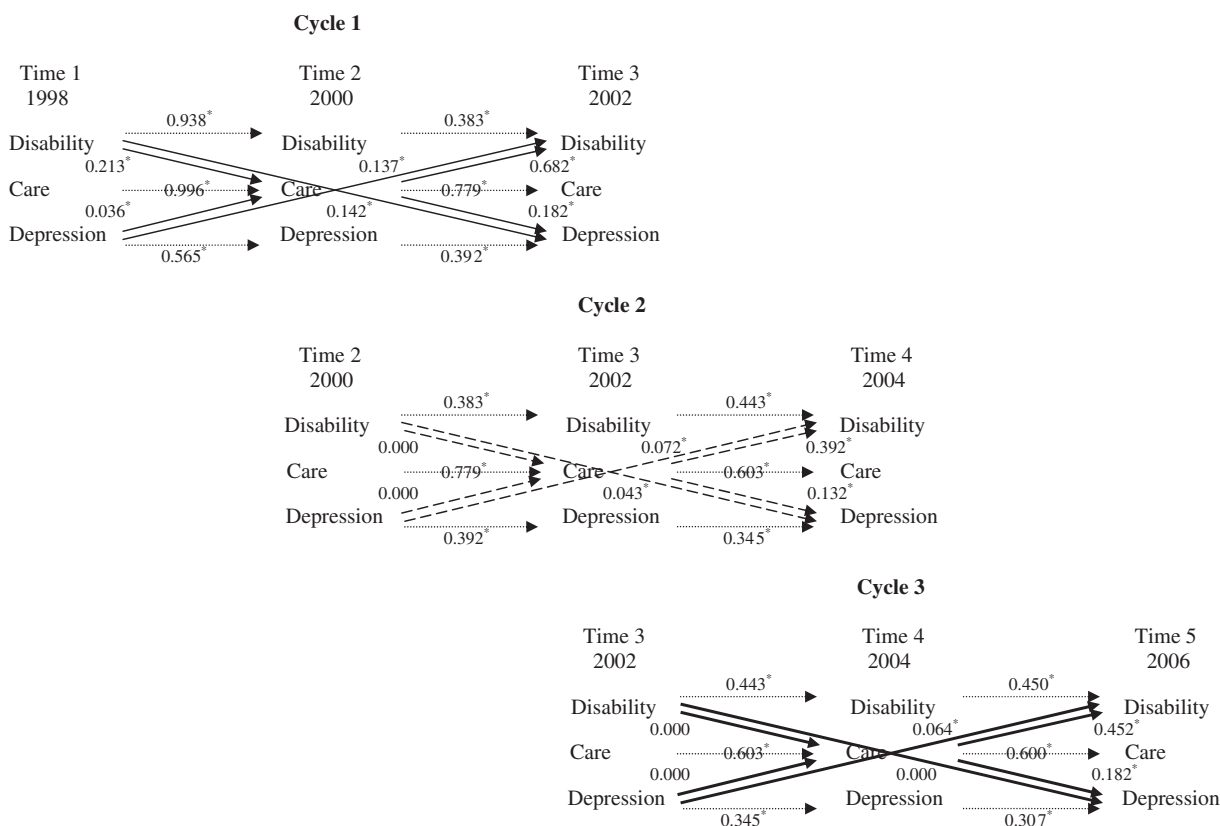 Cycle 1
Time 1 Time 2 Time 3
1998 2000 2002
0.938* 0.383*
Disability Disability Disability
0.213* 0.137* 0.682*
Care 0.996* Care 0.779* Care
0.036* 0.142* 0.182*
Depression Depression Depression
0.565* 0.392*
Cycle 2
Time 2 Time 3 Time 4
2000 2002 2004
0.383* 0.443*
Disability Disability Disability
0.000 0.072* 0.392*
Care 0.779* Care 0.603* Care
0.000 0.043* 0.132*
Depression Depression Depression
0.392* 0.345*
Cycle 3
Time 3 Time 4 Time 5
2002 2004 2006
0.443* 0.450*
Disability Disability Disability
0.000 0.064* 0.452*
Care 0.603* Care 0.600* Care
0.000 0.000 0.182*
Depression Depression Depression
0.345* 0.307*